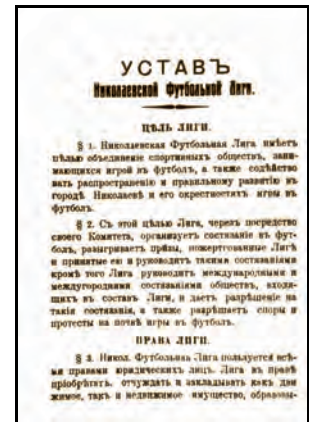 УСТАВЪ
Николаевской Футбольной Лиги.
ЦѢЛЬ ЛИГИ.
§ 1. Николаевская Футбольная Лига имѣетъ
цѣлью объединеніе спортивныхъ обществъ, зани-
мающихся игрой въ футболъ, а также содѣйство
вать распространенію и правильному развитію въ
городѣ Николаевѣ и его окрестностяхъ игры въ
футболъ.
§ 2. Съ этой цѣлью Лига, черезъ посредство
своего Комитета, организуетъ состязанія въ фут-
болъ, разыгрываетъ призы, пожертвованные Лигѣ
и принятые ею и руководитъ такими состязаніями
кромѣ того Лига руководитъ международными и
междугородними состязаніями обществъ, входя-
щихъ въ составъ Лиги, и даетъ разрѣшеніе на
такія состязанія, а также разрѣшаетъ споры и
протесты на почвѣ игры въ футболъ.
ПРАВА ЛИГИ.
§ 3. Никол. Футбольная Лига пользуется всѣ-
ми правами юридическихъ лицъ. Лига въ правѣ
пріобрѣтать, отчуждать и закладывать какъ дви
жимое, такъ и недвижимое имущество, образовы-